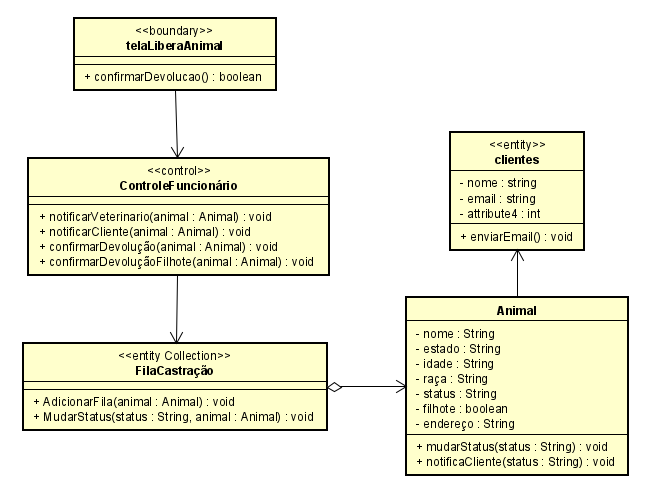 <<boundary>>
telaLiberaAnimal
+ confirmarDevolucao() : boolean
<<control>>
ControleFuncionário
+ notificarVeterinario(animal : Animal) : void
+ notificarCliente(animal : Animal) : void
+ confirmarDevolução(animal : Animal) : void
+ confirmarDevoluçãoFilhote(animal : Animal) : void
<<entity Collection>>
FilaCastração
+ AdicionarFila(animal : Animal) : void
+ MudarStatus(status : String, animal : Animal) : void
<<entity>>
clientes
- nome : string
- email : string
- attribute4 : int
+ enviarEmail() : void
Animal
- nome : String
- estado : String
- idade : String
- raça : String
- status : String
- filhote : boolean
- endereço : String
+ mudarStatus(status : String) : void
+ notificaCliente(status : String) : void